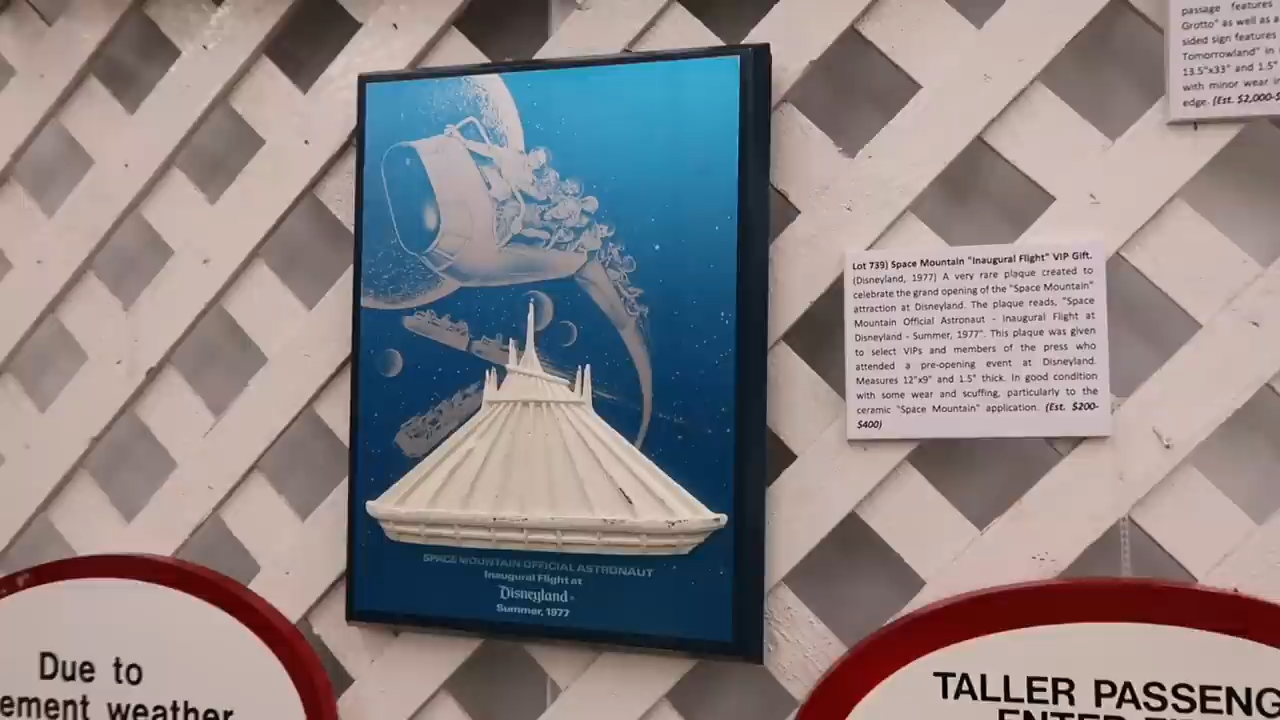 passage features
Grotto" as well as
sided sign features
Tomorrowland" in
13.5"x33" and 1.5"
with minor wear
edge. (Est. $2,000-
Lot 739) Space Mountain "Inaugural Flight" VIP Gift.
(Disneyland, 1977) A very rare plaque created to
celebrate the grand opening of the "Space Mountain"
attraction at Disneyland. The plaque reads, "Space
Mountain Official Astronaut - Inaugural Flight at
Disneyland - Summer, 1977". This plaque was given
to select VIPs and members of the press who
attended a pre-opening event at Disneyland.
Measures 12"x9" and 1.5" thick. In good condition
with some wear and scuffing, particularly to the
ceramic "Space Mountain" application. (Est. $200-
$400)
SPACE MOUNTAIN OFFICIAL ASTRONAUT
Inaugural Flight at
Disneyland
Summer, 1977
Due to
ement weather
TALLER PASSENG